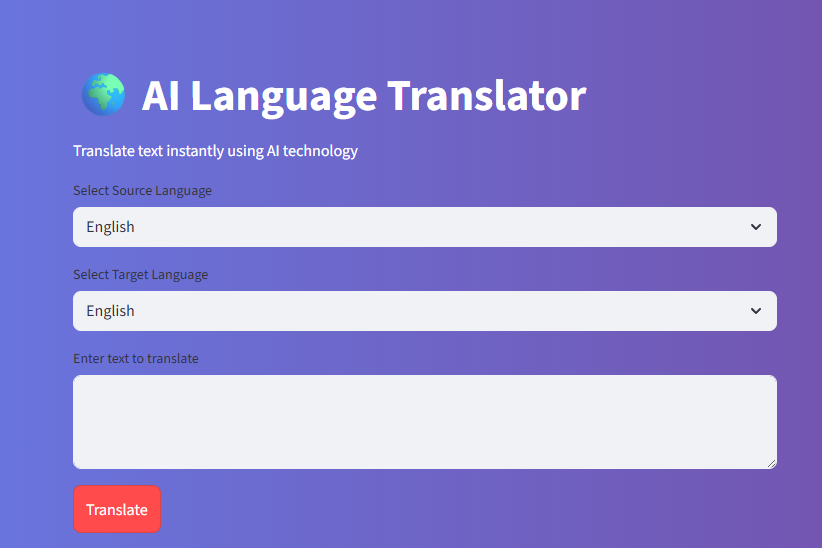 AI Language Translator
Translate text instantly using AI technology
Select Source Language
English
Select Target Language
English
Enter text to translate
Translate